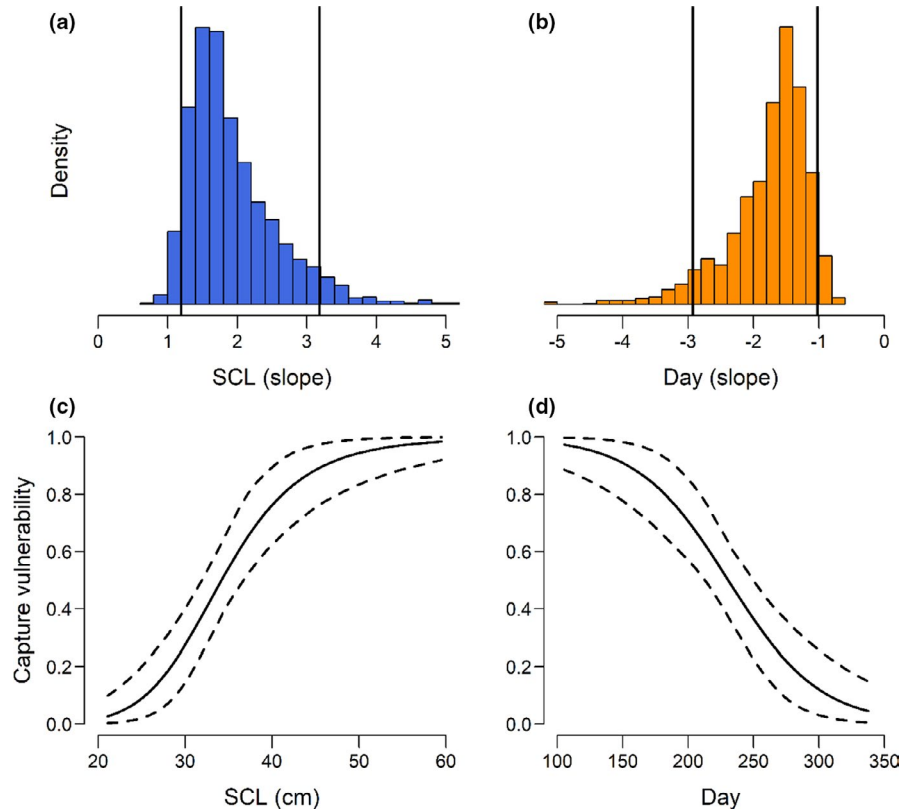 (a)
(b)
Density
0 1 2 3 4 5
-5 -4 -3 -2 -1 0
SCL (slope)
Day (slope)
(c)
(d)
Capture vulnerability
1.0
0.8
0.6
0.4
0.2
0.0
1.0
0.8
0.6
0.4
0.2
0.0
20 30 40 50 60
100 150 200 250 300 350
SCL (cm)
Day